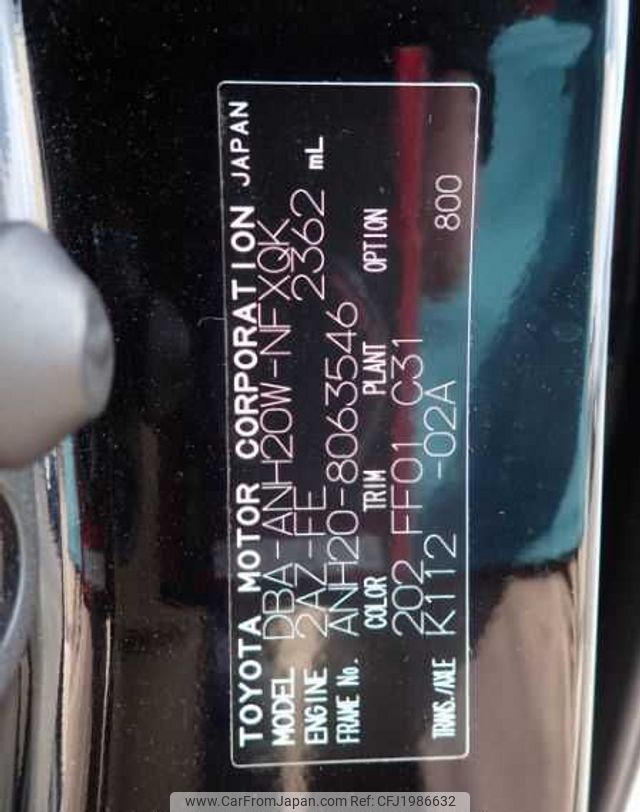 TOYOTA MOTOR CORPORATION JAPAN
MODEL DBA-ANH20W-NFXQK
ENGINE 2AZ-FE 2362 mL
FRAME No. ANH20-8063546
COLOR TRIM PLANT OPTION
202 FF01 C31
TRNS./AXLE K112 -02A 800
www.CarFromJapan.com Ref: CFJ1986632